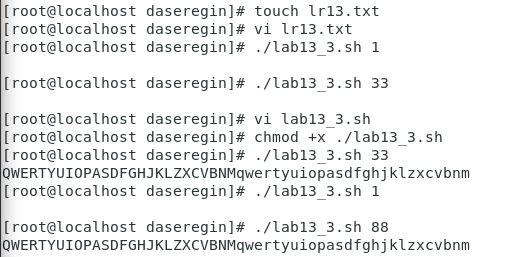 [root@localhost daseregin]# touch lr13.txt
[root@localhost daseregin]# vi lr13.txt
[root@localhost daseregin]# ./lab13_3.sh 1
[root@localhost daseregin]# ./lab13_3.sh 33
[root@localhost daseregin]# vi lab13_3.sh
[root@localhost daseregin]# chmod +x ./lab13_3.sh
[root@localhost daseregin]# ./lab13_3.sh 33
QWERTYUIOPASDFGHJKLZXCVBNMqwertyuiopasdfghjklzxcvbnm
[root@localhost daseregin]# ./lab13_3.sh 1
[root@localhost daseregin]# ./lab13_3.sh 88
QWERTYUIOPASDFGHJKLZXCVBNMqwertyuiopasdfghjklzxcvbnm